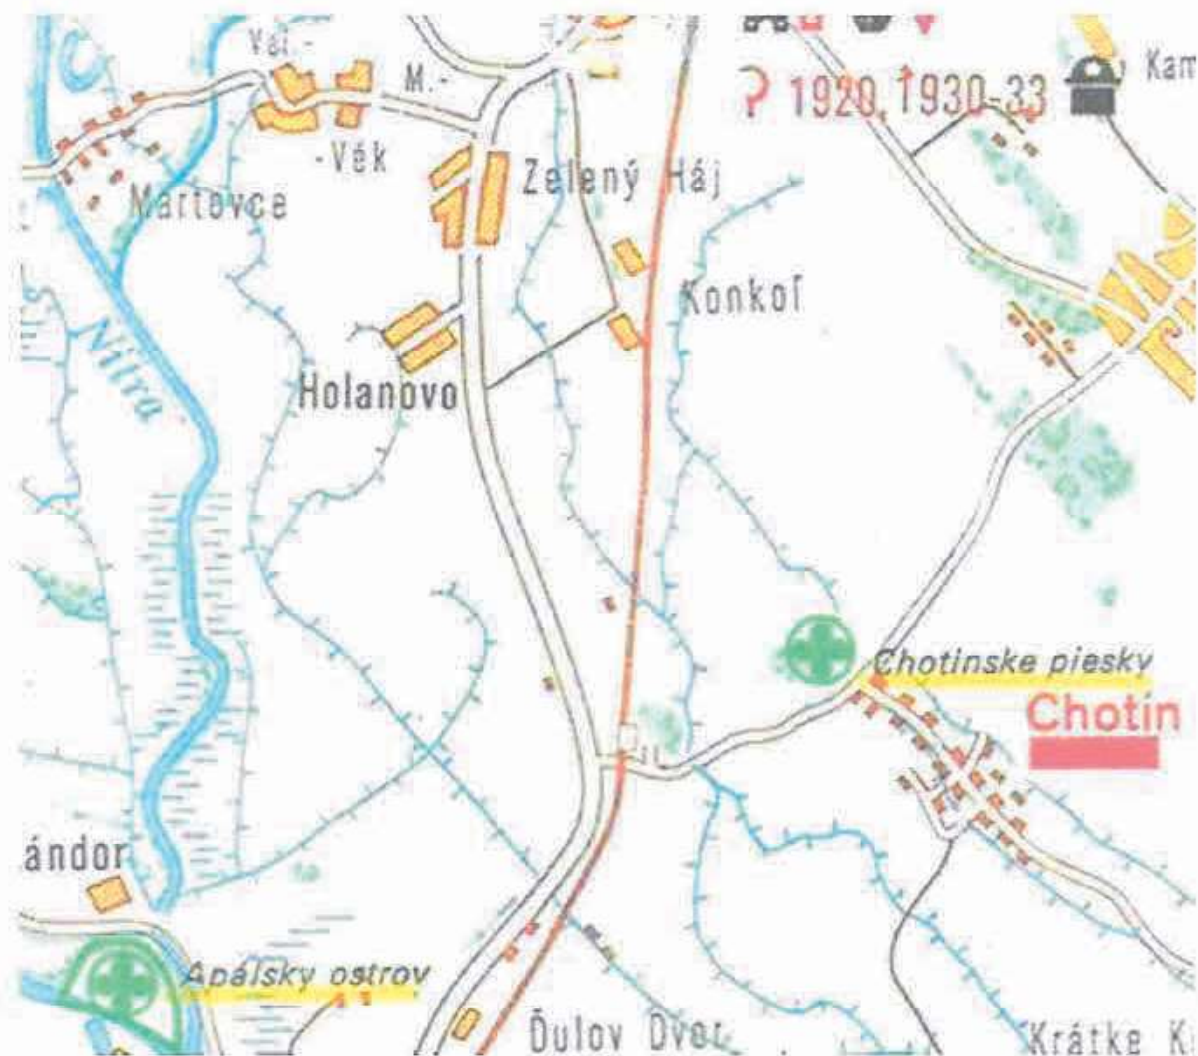 Val.-
M.-
Kam
? 1920, 1930-33
-Vék
Zelený Háj
Martovce
Konkoľ
Nitra
Holanovo
Chotinske piesky
Chotín
ándor
Apálsky ostrov
Ďulov Dvor
Krátke K